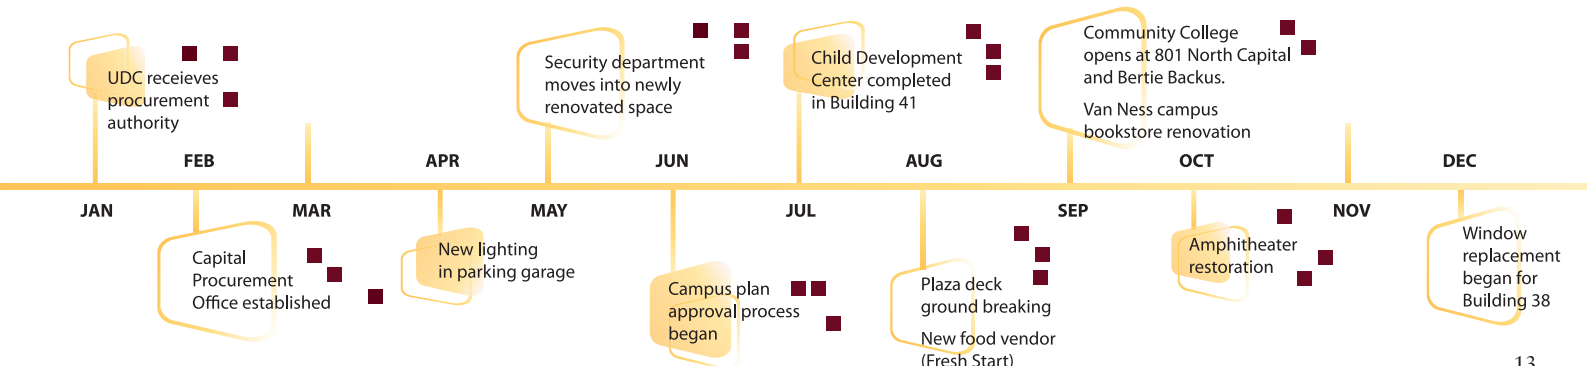 UDC receieves
procurement
authority
Security department
moves into newly
renovated space
Child Development
Center completed
in Building 41
Community College
opens at 801 North Capital
and Bertie Backus.
Van Ness campus
bookstore renovation
FEB
APR
JUN
AUG
OCT
DEC
JAN
MAR
MAY
JUL
SEP
NOV
Capital
Procurement
Office established
New lighting
in parking garage
Campus plan
approval process
began
Plaza deck
ground breaking
New food vendor
(Fresh Start)
Amphitheater
restoration
Window
replacement
began for
Building 38
13